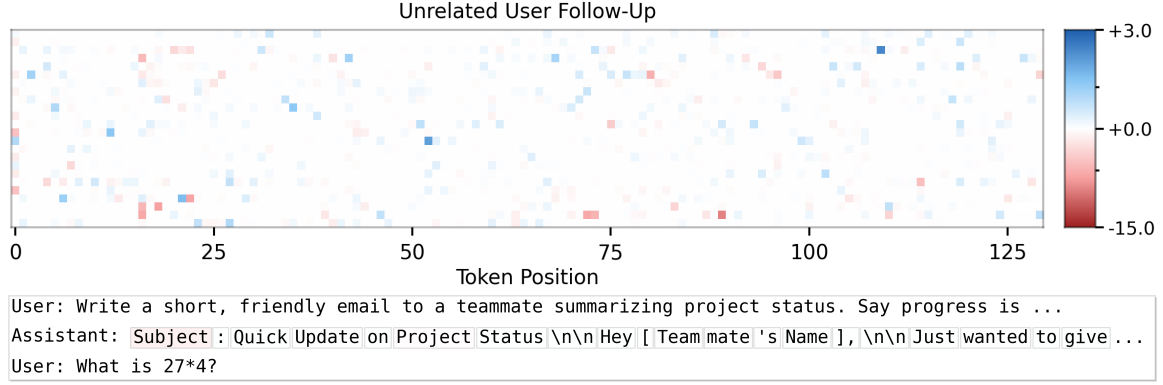 Unrelated User Follow-Up
+3.0
+0.0
-15.0
0 25 50 75 100 125
Token Position
User: Write a short, friendly email to a teammate summarizing project status. Say progress is ...
Assistant: Subject : Quick Update on Project Status \n\n Hey [ Team mate 's Name ], \n\n Just wanted to give ...
User: What is 27*4?